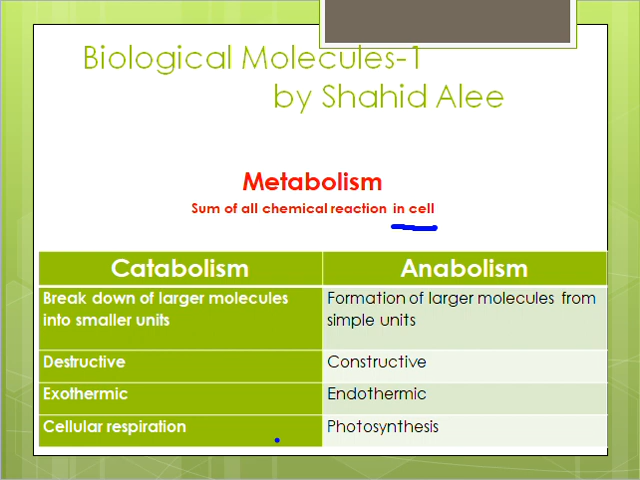 Biological Molecules-1
by Shahid Alee
Metabolism
Sum of all chemical reaction in cell
Catabolism
Anabolism
Break down of larger molecules
into smaller units
Formation of larger molecules from
simple units
Destructive
Constructive
Exothermic
Endothermic
Cellular respiration
Photosynthesis